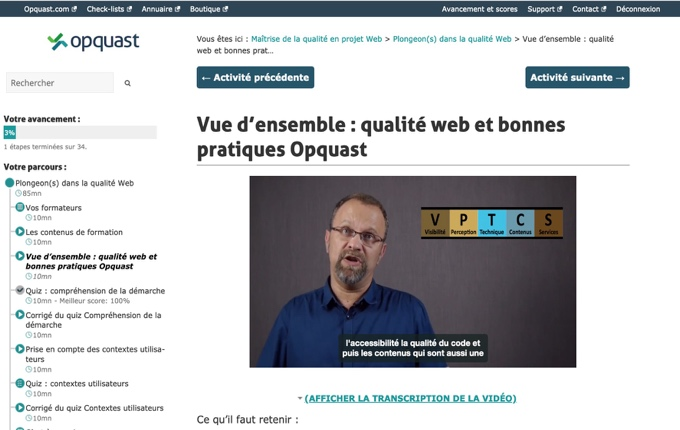 Opquast.com Check-lists Annuaire Boutique Avancement et scores Support Contact Déconnexion
opquast
Rechercher
Votre avancement :
3%
1 étapes terminées sur 34.
Votre parcours :
Plongeon(s) dans la qualité Web
85mn
Vos formateurs
10mn
Les contenus de formation
10mn
Vue d’ensemble : qualité web et
bonnes pratiques Opquast
10mn
Quiz : compréhension de la démarche
10mn - Meilleur score: 100%
Corrigé du quiz Compréhension de la
démarche
10mn
Prise en compte des contextes utilisa-
teurs
10mn
Quiz : contextes utilisateurs
10mn
Corrigé du quiz Contextes utilisateurs
10mn
Vous êtes ici : Maîtrise de la qualité en projet Web > Plongeon(s) dans la qualité Web > Vue d’ensemble : qualité
web et bonnes prat...
← Activité précédente
Activité suivante →
Vue d’ensemble : qualité web et bonnes
pratiques Opquast
V P T C S
Visibilité Perception Technique Contenus Services
l'accessibilité la qualité du code et
puis les contenus qui sont aussi une
(AFFICHER LA TRANSCRIPTION DE LA VIDÉO)
Ce qu’il faut retenir :